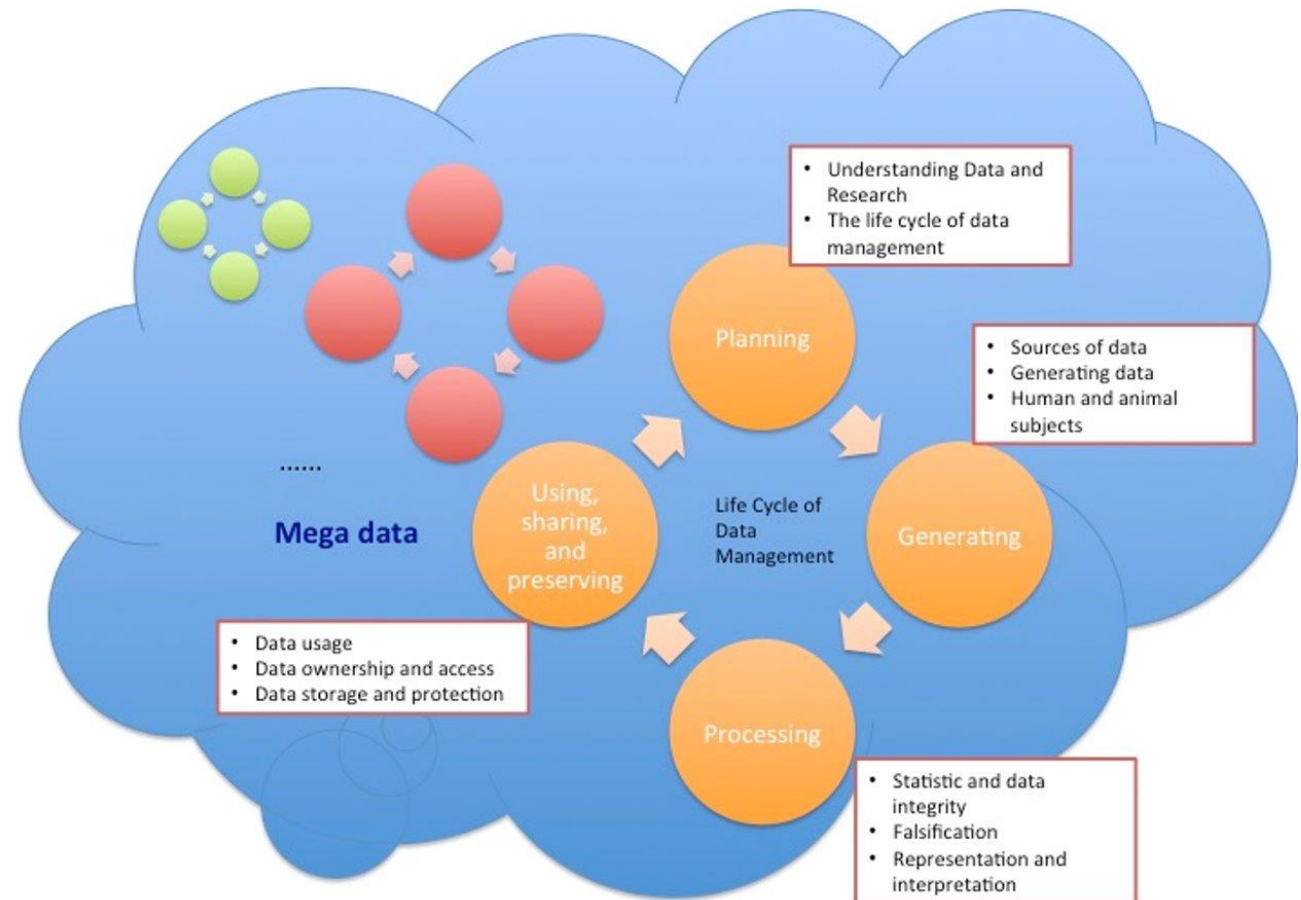 • Understanding Data and
Research
• The life cycle of data
management
Planning
• Sources of data
• Generating data
• Human and animal
subjects
......
Mega data
Using,
sharing,
and
preserving
Life Cycle of
Data
Management
Generating
• Data usage
• Data ownership and access
• Data storage and protection
Processing
• Statistic and data
integrity
• Falsification
• Representation and
interpretation